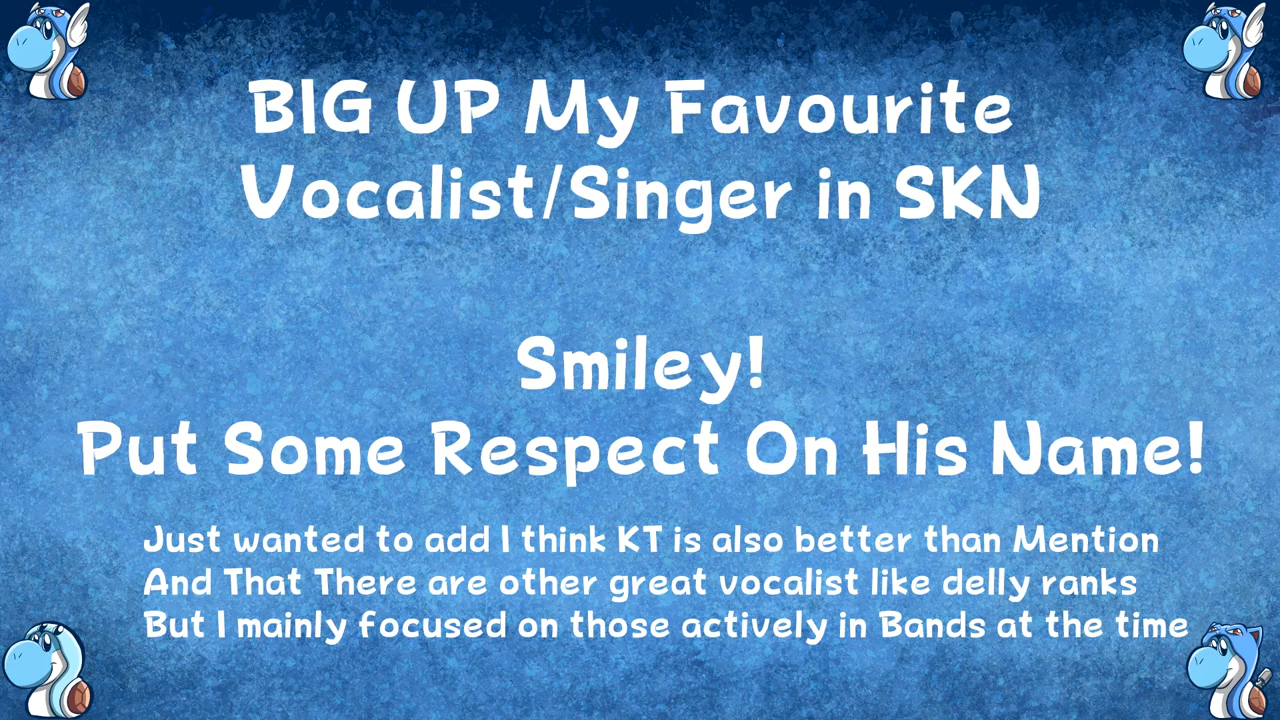 BIG UP My Favourite
Vocalist/Singer in SKN
Smiley!
Put Some Respect On His Name!
Just wanted to add I think KT is also better than Mention
And That There are other great vocalist like delly ranks
But I mainly focused on those actively in Bands at the time